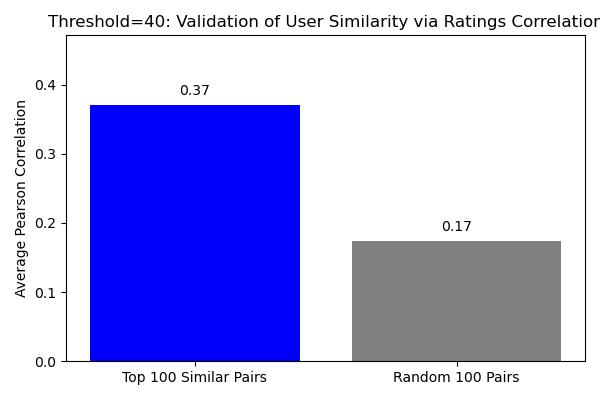 Threshold=40: Validation of User Similarity via Ratings Correlation
0.4
0.3
0.2
0.1
0.0
Average Pearson Correlation
0.37
0.17
Top 100 Similar Pairs
Random 100 Pairs